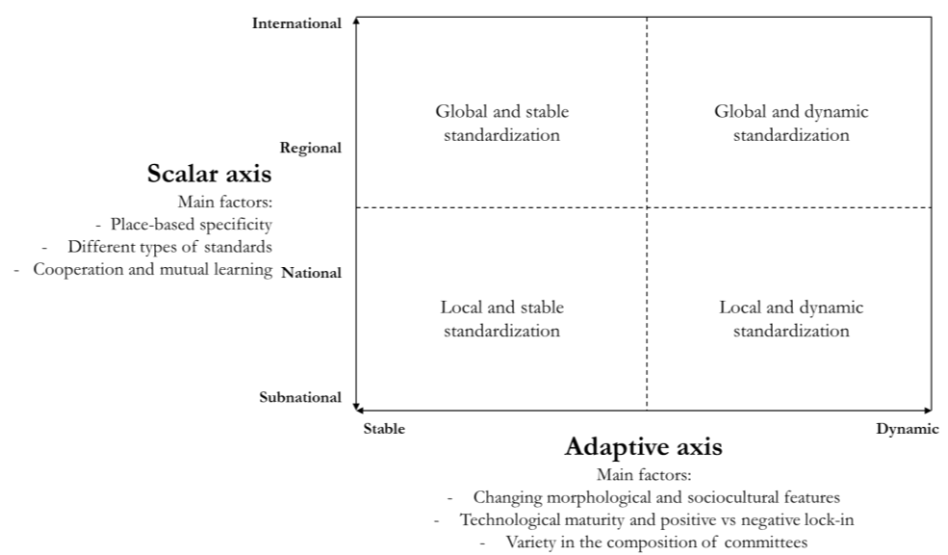 International
Global and stable
standardization
Global and dynamic
standardization
Regional
Scalar axis
Main factors:
- Place-based specificity
- Different types of standards
- Cooperation and mutual learning
National
Local and stable
standardization
Local and dynamic
standardization
Subnational
Stable
Dynamic
Adaptive axis
Main factors:
- Changing morphological and sociocultural features
- Technological maturity and positive vs negative lock-in
- Variety in the composition of committees